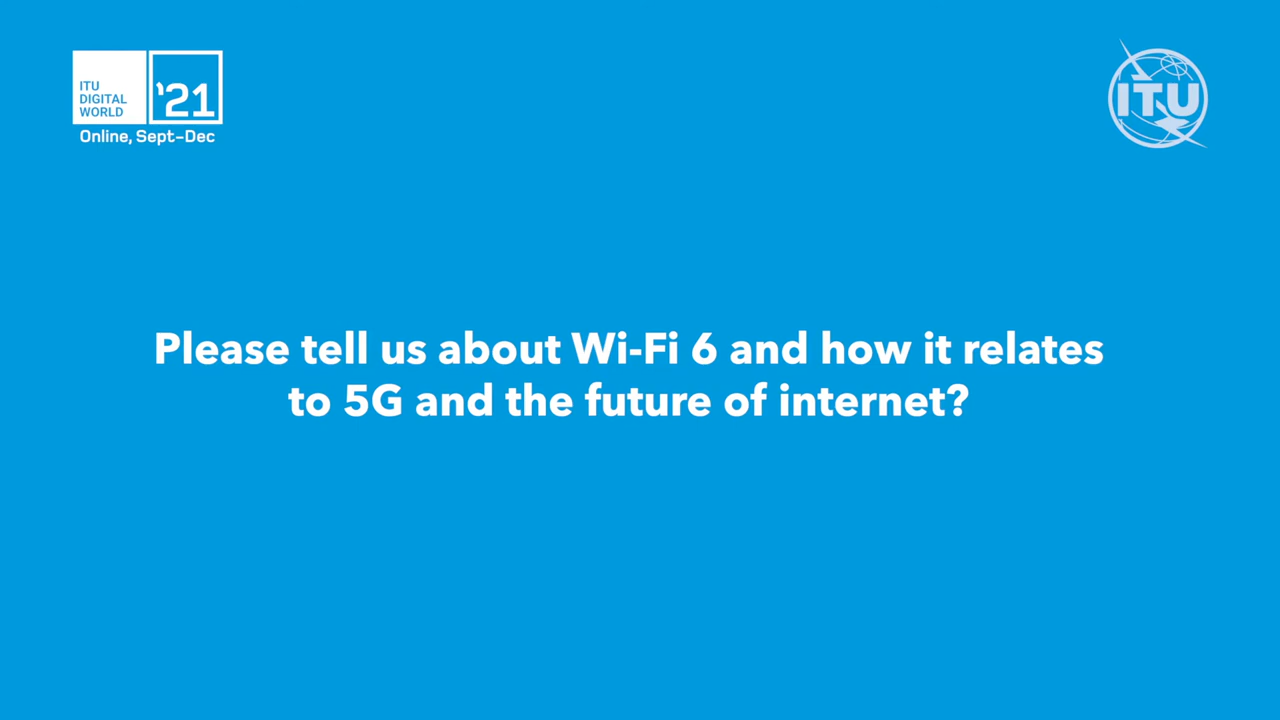 ITU
DIGITAL
WORLD
'21
Online, Sept–Dec
ITU
Please tell us about Wi-Fi 6 and how it relates
to 5G and the future of internet?